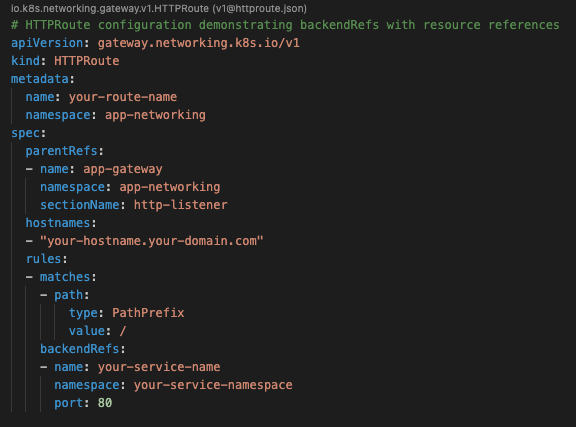 io.k8s.networking.gateway.v1.HTTPRoute (v1@httproute.json)
# HTTPRoute configuration demonstrating backendRefs with resource references
apiVersion: gateway.networking.k8s.io/v1
kind: HTTPRoute
metadata:
  name: your-route-name
  namespace: app-networking
spec:
  parentRefs:
  - name: app-gateway
    namespace: app-networking
    sectionName: http-listener
  hostnames:
  - "your-hostname.your-domain.com"
  rules:
  - matches:
    - path:
        type: PathPrefix
        value: /
    backendRefs:
    - name: your-service-name
      namespace: your-service-namespace
      port: 80